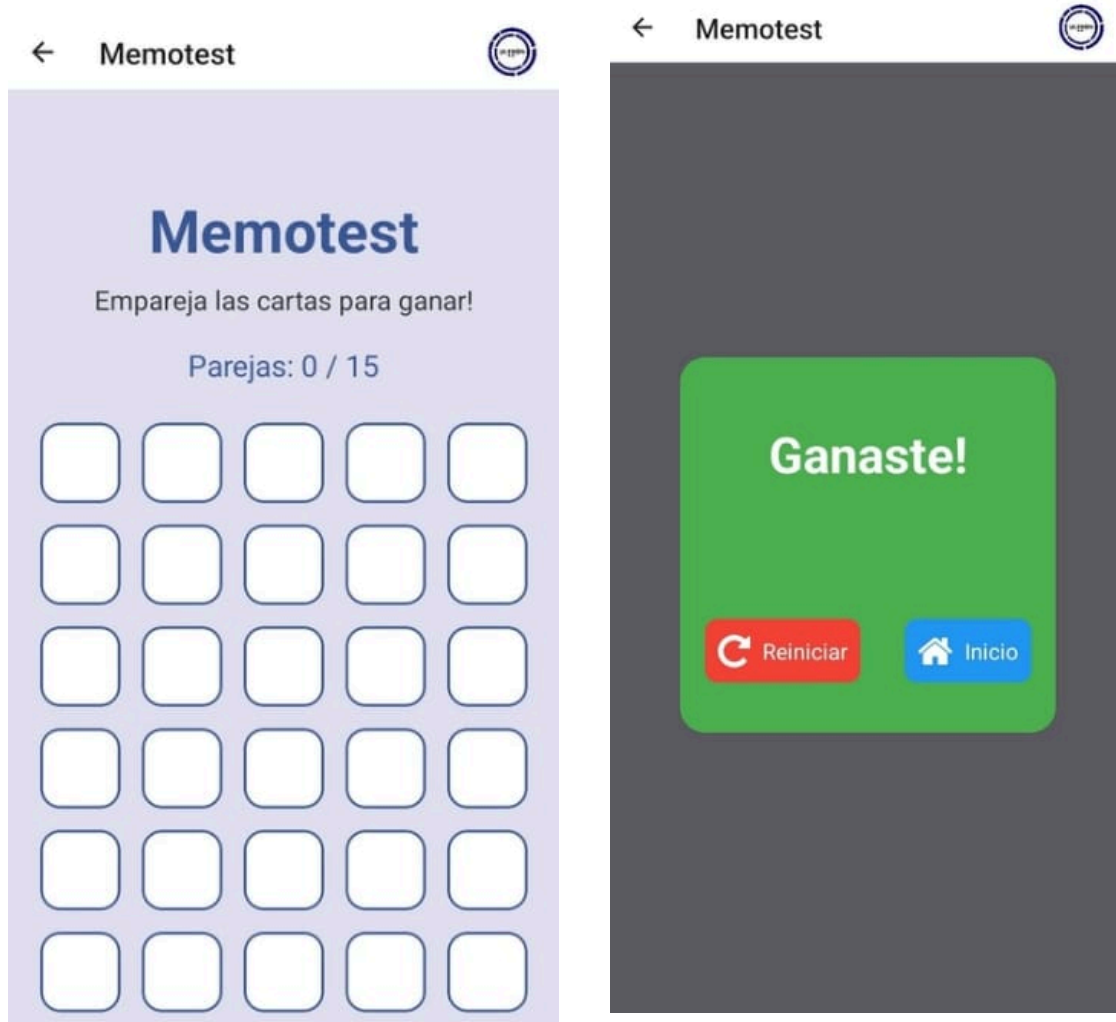 Memotest
Memotest
Empareja las cartas para ganar!
Parejas: 0 / 15
Memotest
Ganaste!
Reiniciar
Inicio